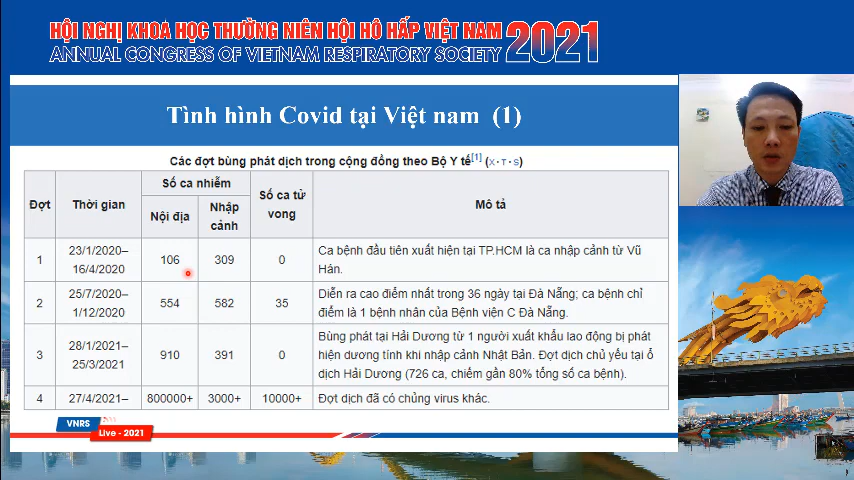 HỘI NGHỊ KHOA HỌC THƯỜNG NIÊN HỘI HÔ HẤP VIỆT NAM 2021
ANNUAL CONGRESS OF VIETNAM RESPIRATORY SOCIETY
Tình hình Covid tại Việt nam (1)
Các đợt bùng phát dịch trong cộng đồng theo Bộ Y tế[1] (X·T·S)
Đợt Thời gian Số ca nhiễm Số ca tử vong Mô tả
Nội địa Nhập cảnh
1 23/1/2020–16/4/2020 106 309 0 Ca bệnh đầu tiên xuất hiện tại TP.HCM là ca nhập cảnh từ Vũ
Hán.
2 25/7/2020–1/12/2020 554 582 35 Diễn ra cao điểm nhất trong 36 ngày tại Đà Nẵng; ca bệnh chỉ
điểm là 1 bệnh nhân của Bệnh viện C Đà Nẵng.
3 28/1/2021–25/3/2021 910 391 0 Bùng phát tại Hải Dương từ 1 người xuất khẩu lao động bị phát
hiện dương tính khi nhập cảnh Nhật Bản. Đợt dịch chủ yếu tại ổ
dịch Hải Dương (726 ca, chiếm gần 80% tổng số ca bệnh).
4 27/4/2021– 800000+ 3000+ 10000+ Đợt dịch đã có chủng virus khác.
VNRS
Live - 2021